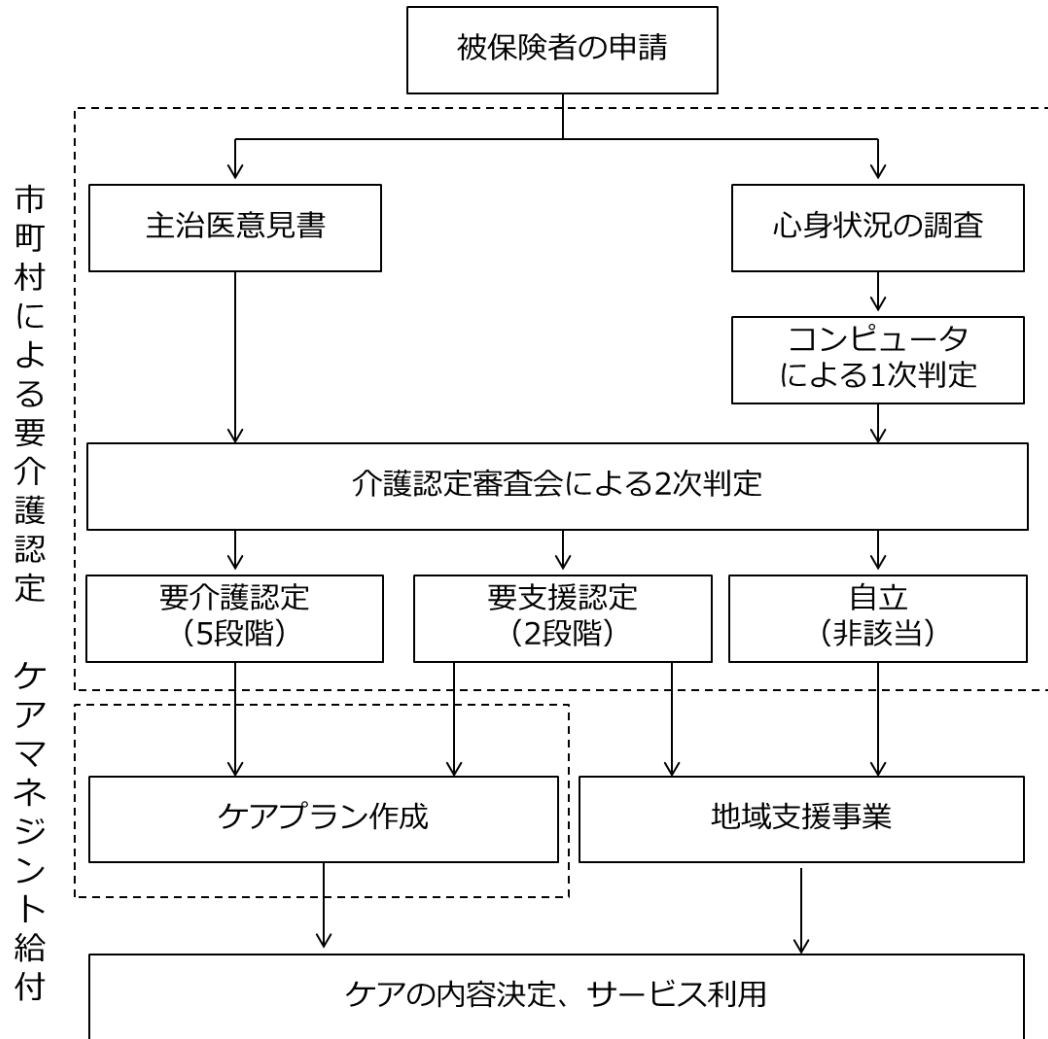 被保険者の申請
市町村による要介護認定
主治医意見書
心身状況の調査
コンピュータ
による1次判定
介護認定審査会による2次判定
要介護認定
（5段階）
要支援認定
（2段階）
自立
（非該当）
ケアマネジント給付
ケアプラン作成
地域支援事業
ケアの内容決定、サービス利用